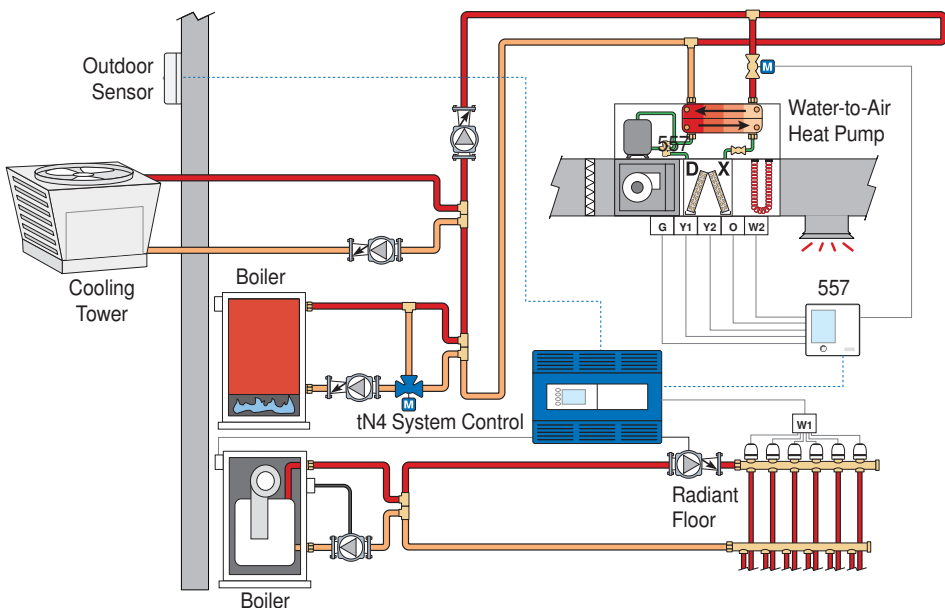 Outdoor
Sensor
M
Water-to-Air
Heat Pump
557
D X
G Y1 Y2 O W2
Cooling
Tower
Boiler
557
M
tN4 System Control
W1
Radiant
Floor
Boiler